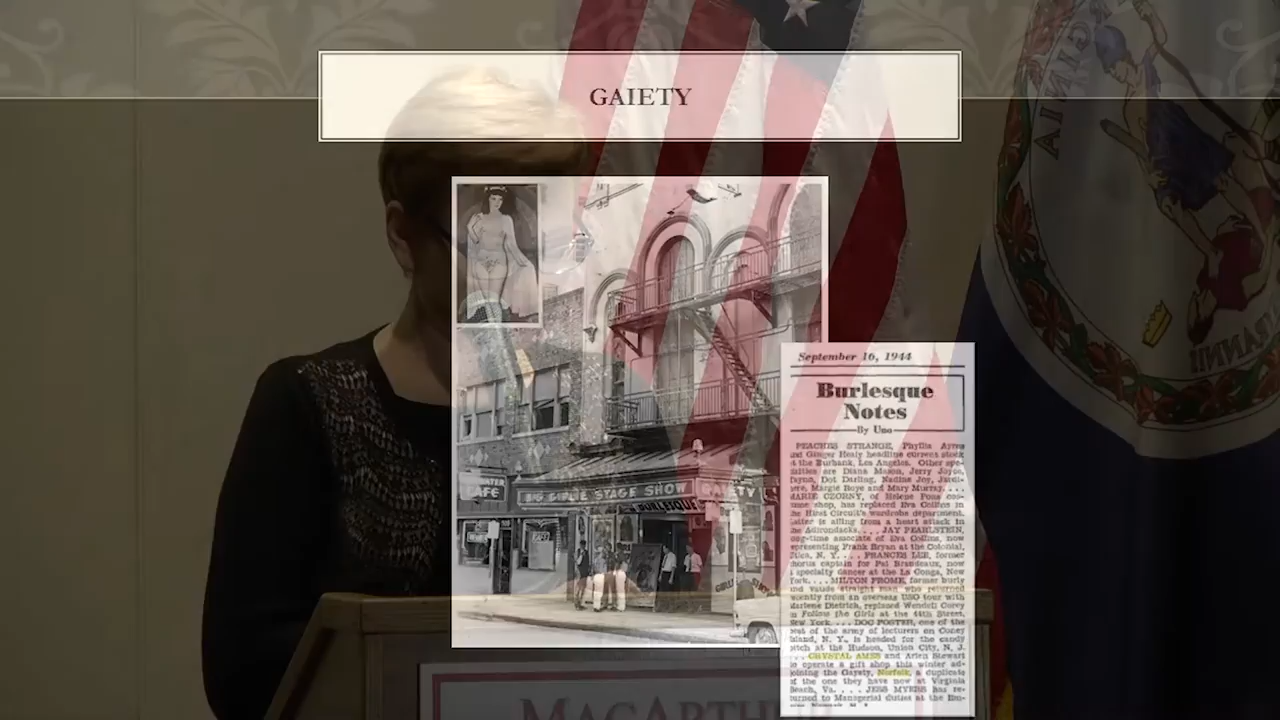 GAIETY
September 16, 1944
Burlesque
Notes
By Uno
PEACHES STRANGE, Phyllis
and Ginger Healy headline current stock
at the Burbank, Los Angeles. Other spe-
cialties are Diana Mason, Jerry Joyce,
Dot Darling, Nadine Joy,
Margie Roye and Mary Murray. . . .
MARIE CZORNY, of Helene Pons cos-
tume shop, has replaced Eva Collins in
the Hirst Circuit's wardrobe department.
Latter is ailing from a heart attack in
the Adirondacks. . . . JAY PEARLSTEIN,
long-time associate of Eva Collins, now
representing Frank Bryan at the Colonial,
Utica, N. Y. . . . FRANCES LEE, former
chorus captain for Pal Brandeaux, now
a specialty dancer at the La Conga, New
York. . . . MILTON FROME, former burly
and vaude straight man who returned
recently from an overseas USO tour with
Marlene Dietrich, replaced Wendell Corey
in Follow the Girls at the 44th Street,
New York. . . . DOC FOSTER, one of the
best of the army of lecturers on Coney
Island, N. Y., is headed for the candy
pitch at the Hudson, Union City, N. J.
. . . CRYSTAL AMES and Arlen Stewart
to operate a gift shop this winter ad-
joining the Gayety, Norfolk, a duplicate
of the one they have now at Virginia
Beach, Va. . . . JESS MYERS has re-
turned to Managerial duties at the
CAFE
BIG GIRLIE STAGE SHOW
GAYETY
BURLESQUE
MACARTHUR